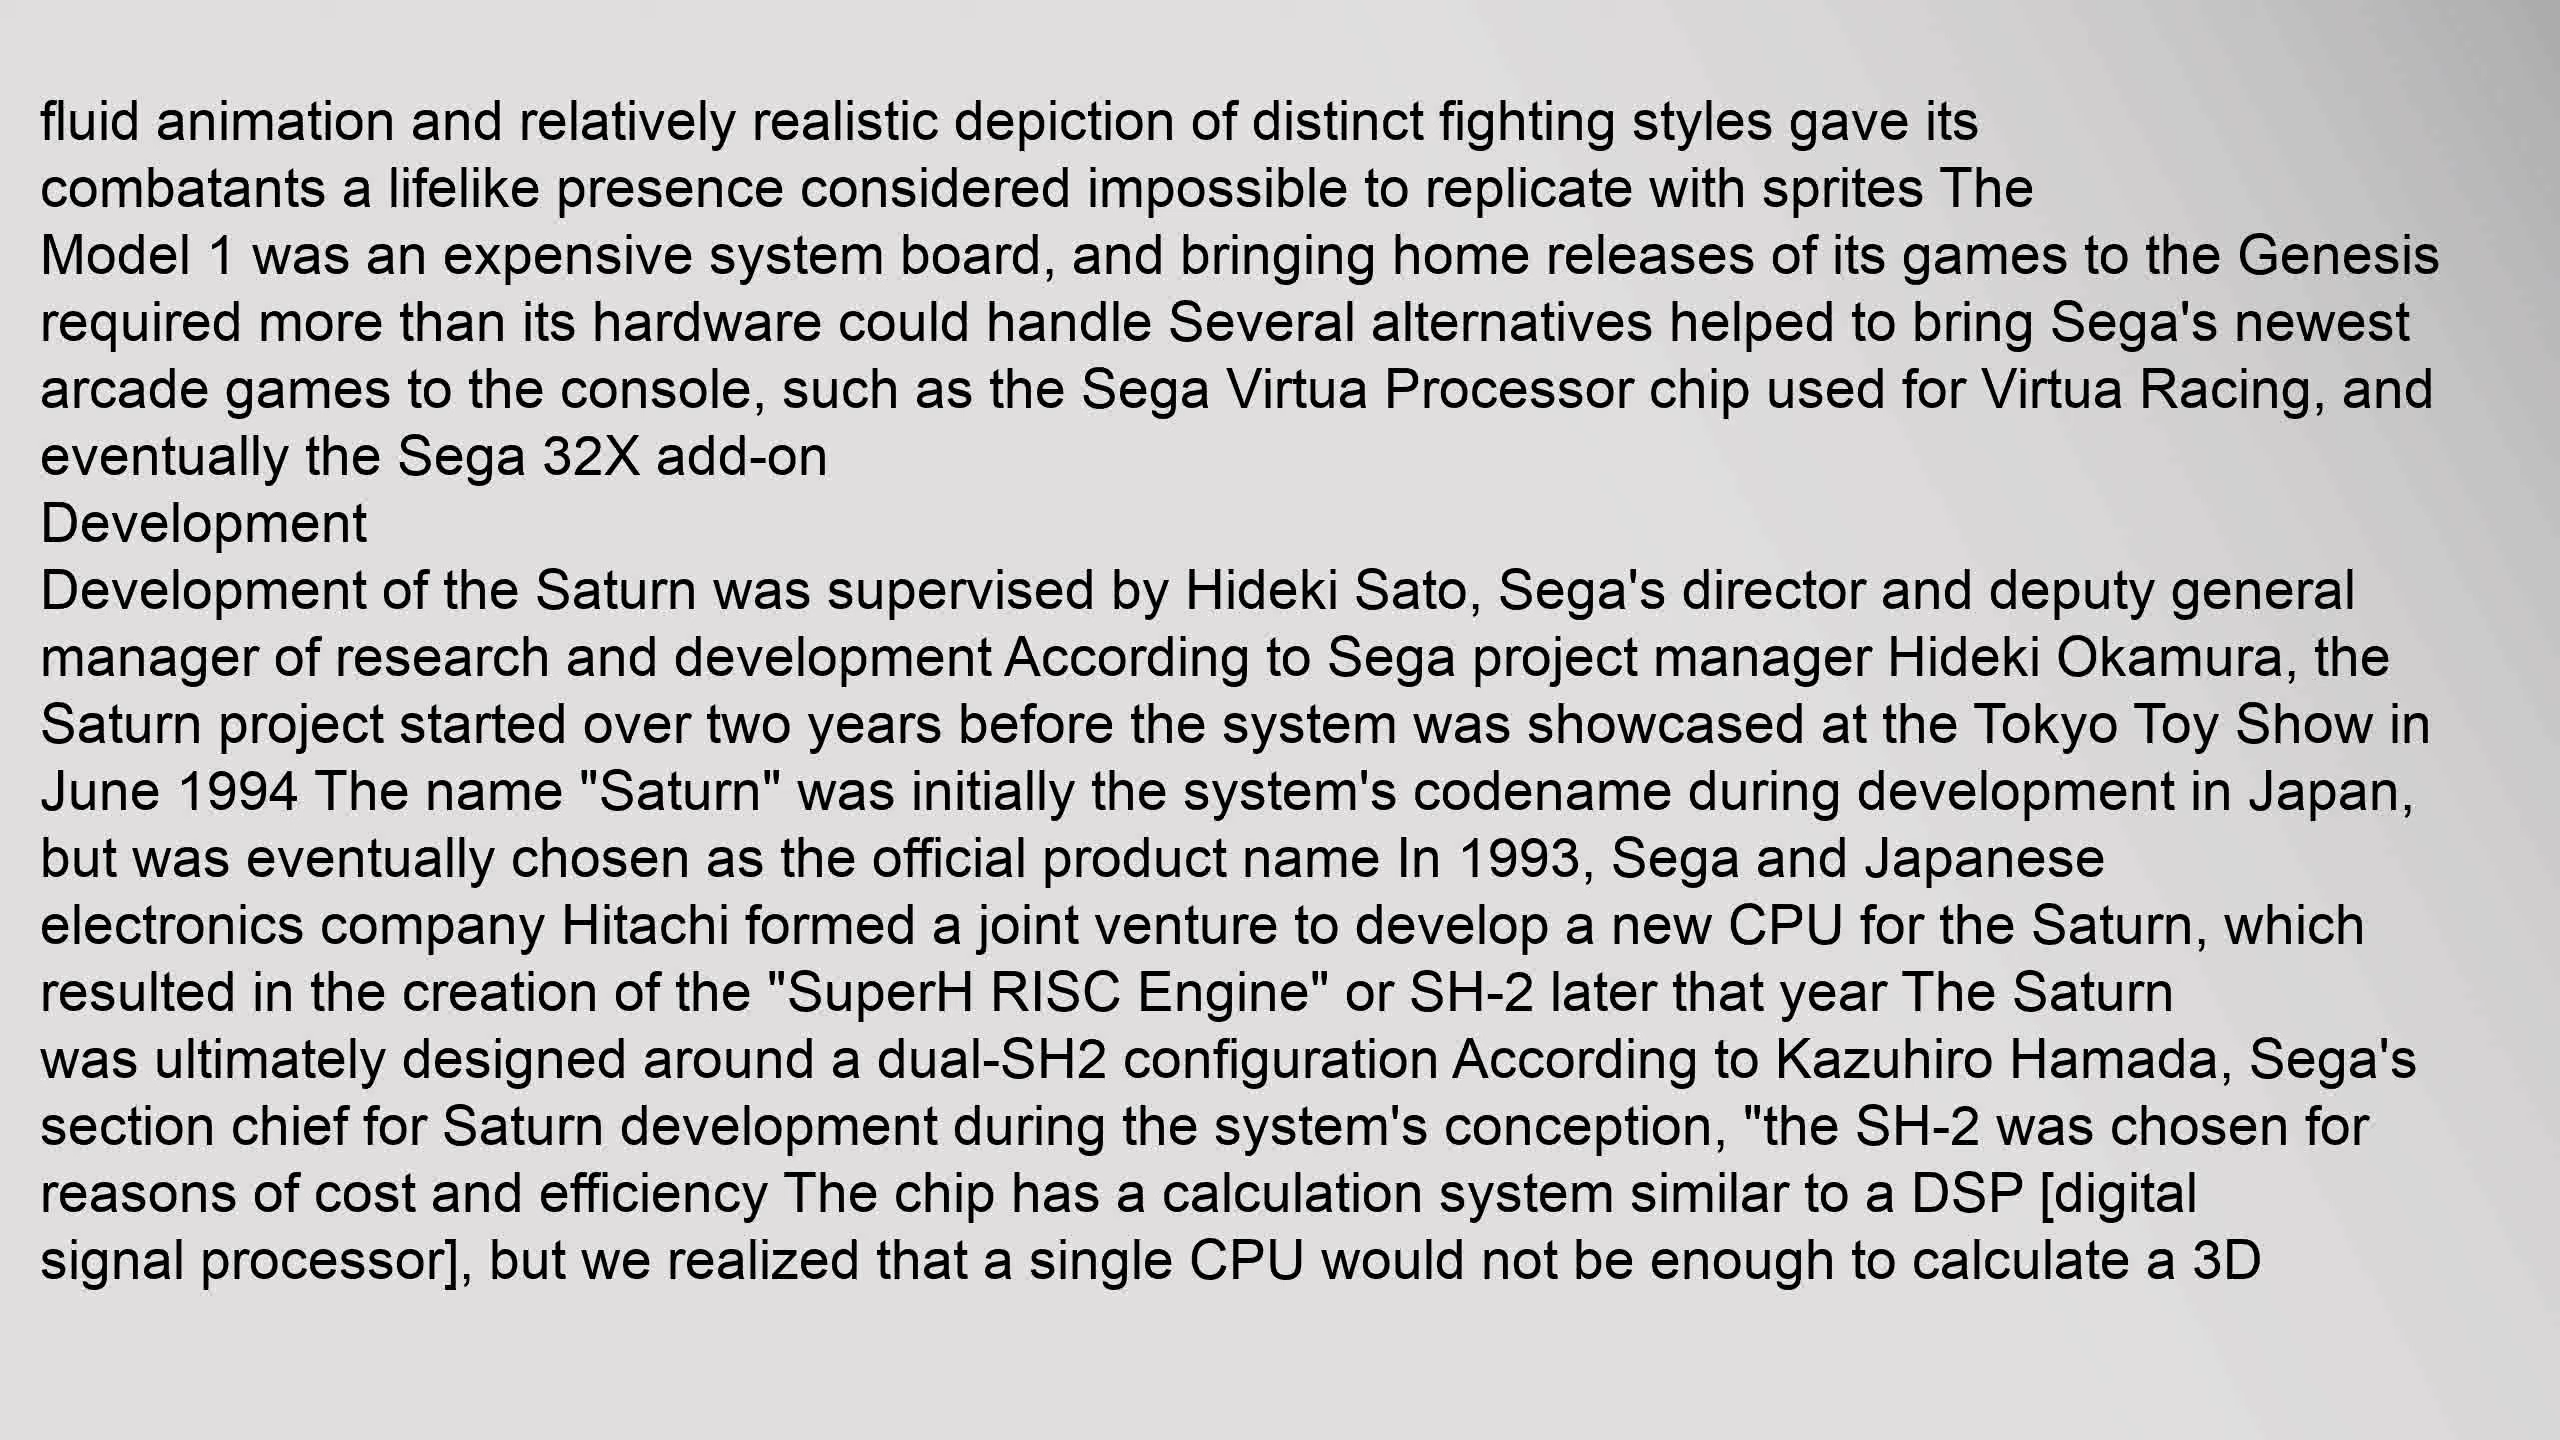 fluid animation and relatively realistic depiction of distinct fighting styles gave its
combatants a lifelike presence considered impossible to replicate with sprites The
Model 1 was an expensive system board, and bringing home releases of its games to the Genesis
required more than its hardware could handle Several alternatives helped to bring Sega's newest
arcade games to the console, such as the Sega Virtua Processor chip used for Virtua Racing, and
eventually the Sega 32X add-on
Development
Development of the Saturn was supervised by Hideki Sato, Sega's director and deputy general
manager of research and development According to Sega project manager Hideki Okamura, the
Saturn project started over two years before the system was showcased at the Tokyo Toy Show in
June 1994 The name "Saturn" was initially the system's codename during development in Japan,
but was eventually chosen as the official product name In 1993, Sega and Japanese
electronics company Hitachi formed a joint venture to develop a new CPU for the Saturn, which
resulted in the creation of the "SuperH RISC Engine" or SH-2 later that year The Saturn
was ultimately designed around a dual-SH2 configuration According to Kazuhiro Hamada, Sega's
section chief for Saturn development during the system's conception, "the SH-2 was chosen for
reasons of cost and efficiency The chip has a calculation system similar to a DSP [digital
signal processor], but we realized that a single CPU would not be enough to calculate a 3D